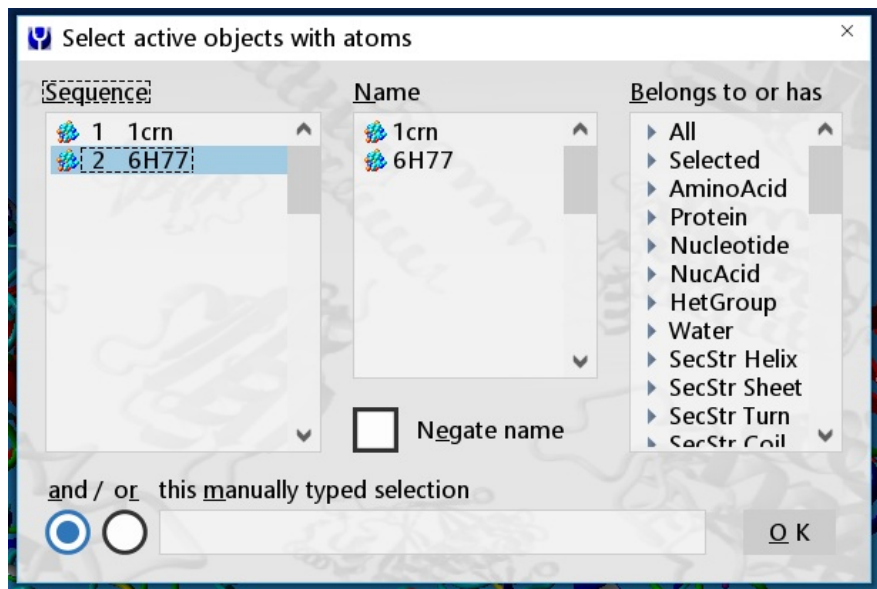 Select active objects with atoms
×
Sequence
1 1crn
2 6H77
Name
1crn
6H77
Negate name
Belongs to or has
All
Selected
AminoAcid
Protein
Nucleotide
NucAcid
HetGroup
Water
SecStr Helix
SecStr Sheet
SecStr Turn
SecStr Coil
and / or this manually typed selection
O K